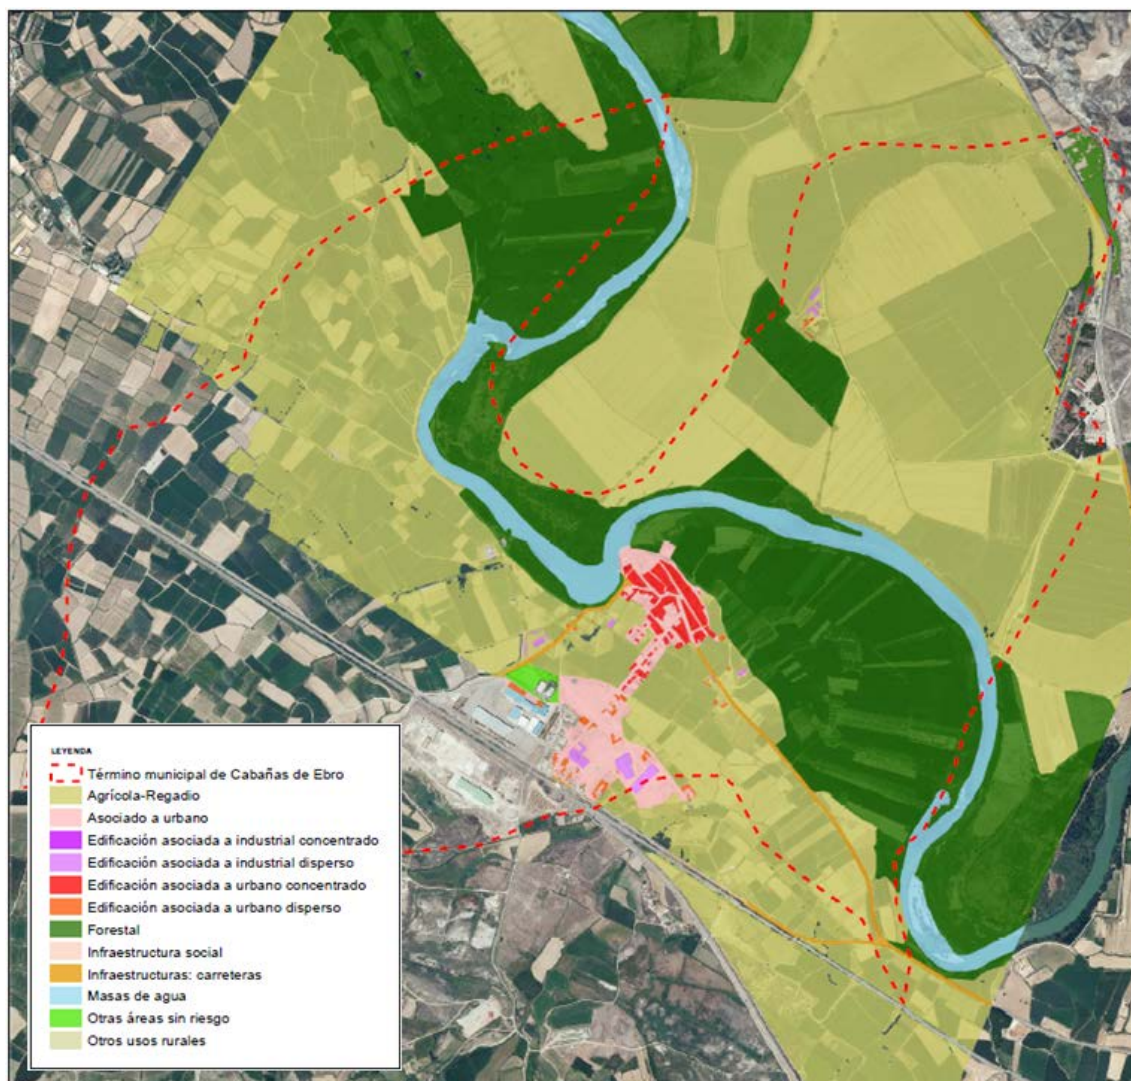 LEYENDA
Término municipal de Cabañas de Ebro
Agrícola-Regadio
Asociado a urbano
Edificación asociada a industrial concentrado
Edificación asociada a industrial disperso
Edificación asociada a urbano concentrado
Edificación asociada a urbano disperso
Forestal
Infraestructura social
Infraestructuras: carreteras
Masas de agua
Otras áreas sin riesgo
Otros usos rurales